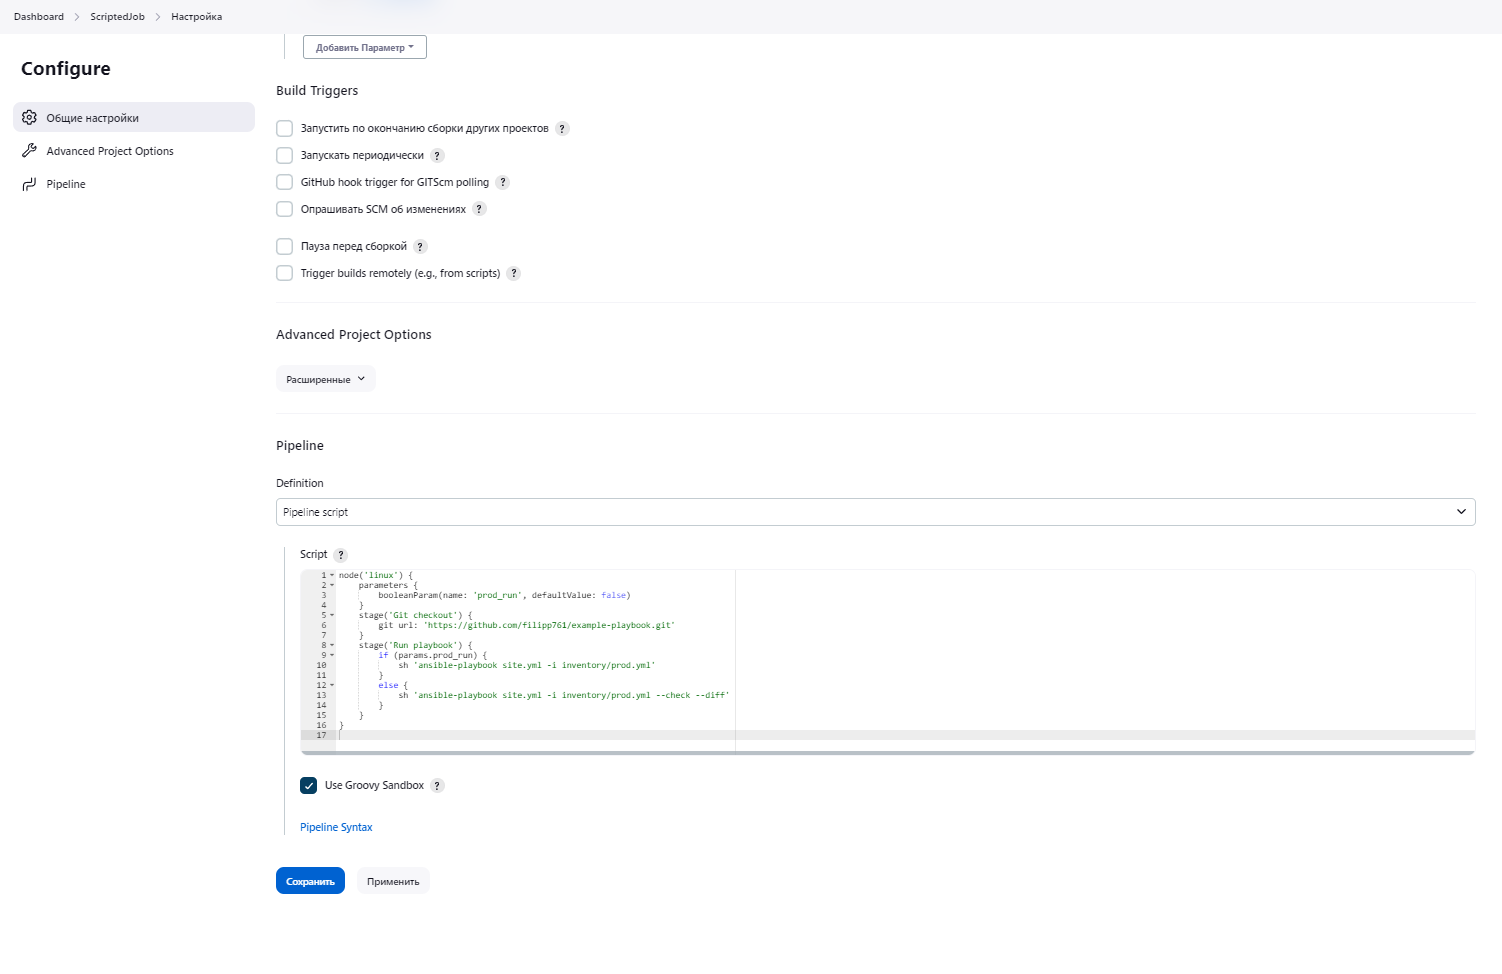 Dashboard > ScriptedJob > Настройка
Configure
Общие настройки
Advanced Project Options
Pipeline
Добавить Параметр
Build Triggers
Запустить по окончанию сборки других проектов ?
Запускать периодически ?
GitHub hook trigger for GITScm polling ?
Опрашивать SCM об изменениях ?
Пауза перед сборкой ?
Trigger builds remotely (e.g., from scripts) ?
Advanced Project Options
Расширенные
Pipeline
Definition
Pipeline script
Script ?
1 node('linux') {
2     parameters {
3         booleanParam(name: 'prod_run', defaultValue: false)
4     }
5     stage('Git checkout') {
6         git url: 'https://github.com/filipp761/example-playbook.git'
7     }
8     stage('Run playbook') {
9         if (params.prod_run) {
10             sh 'ansible-playbook site.yml -i inventory/prod.yml'
11         }
12         else {
13             sh 'ansible-playbook site.yml -i inventory/prod.yml --check --diff'
14         }
15     }
16 }
17
Use Groovy Sandbox ?
Pipeline Syntax
Сохранить
Применить